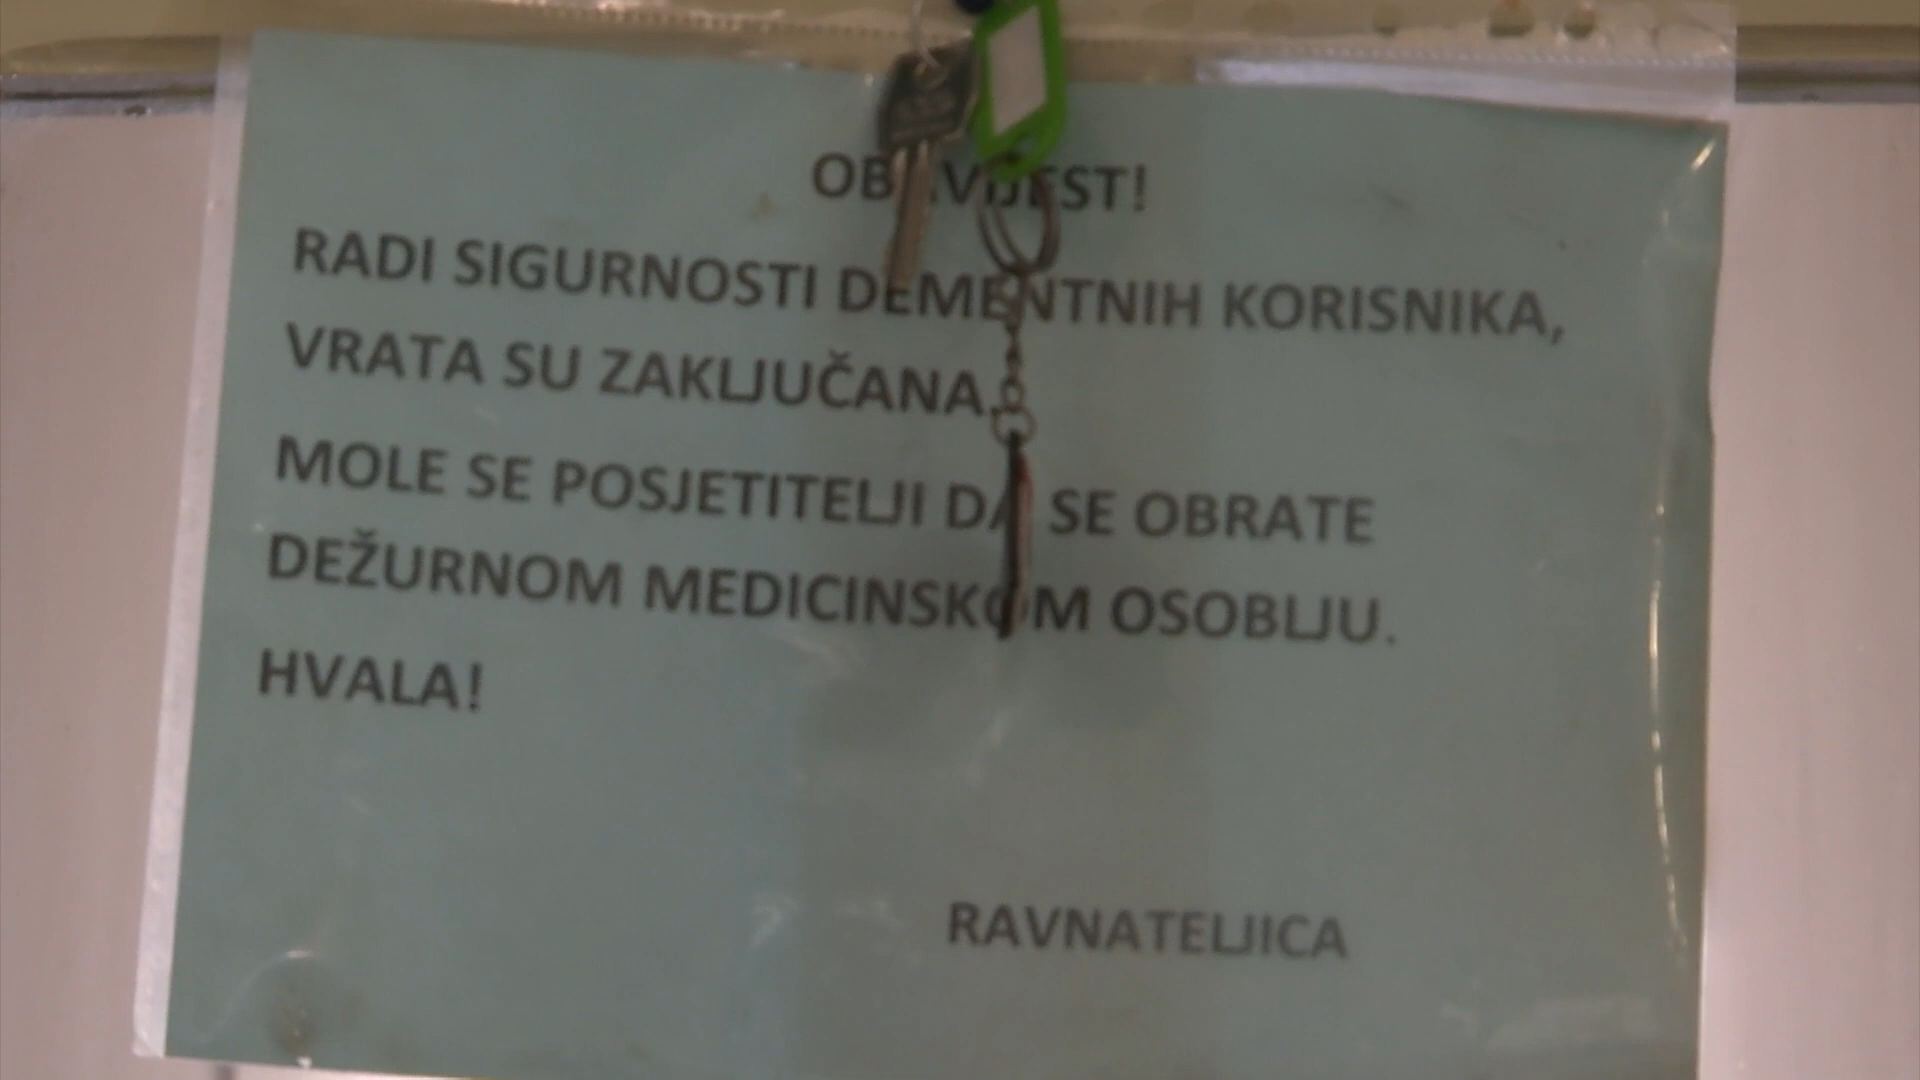 OBAVIJEST!
RADI SIGURNOSTI DEMENTNIH KORISNIKA,
VRATA SU ZAKLJUČANA.
MOLE SE POSJETITELJI DA SE OBRATE
DEŽURNOM MEDICINSKOM OSOBLJU.
HVALA!
RAVNATELJICA